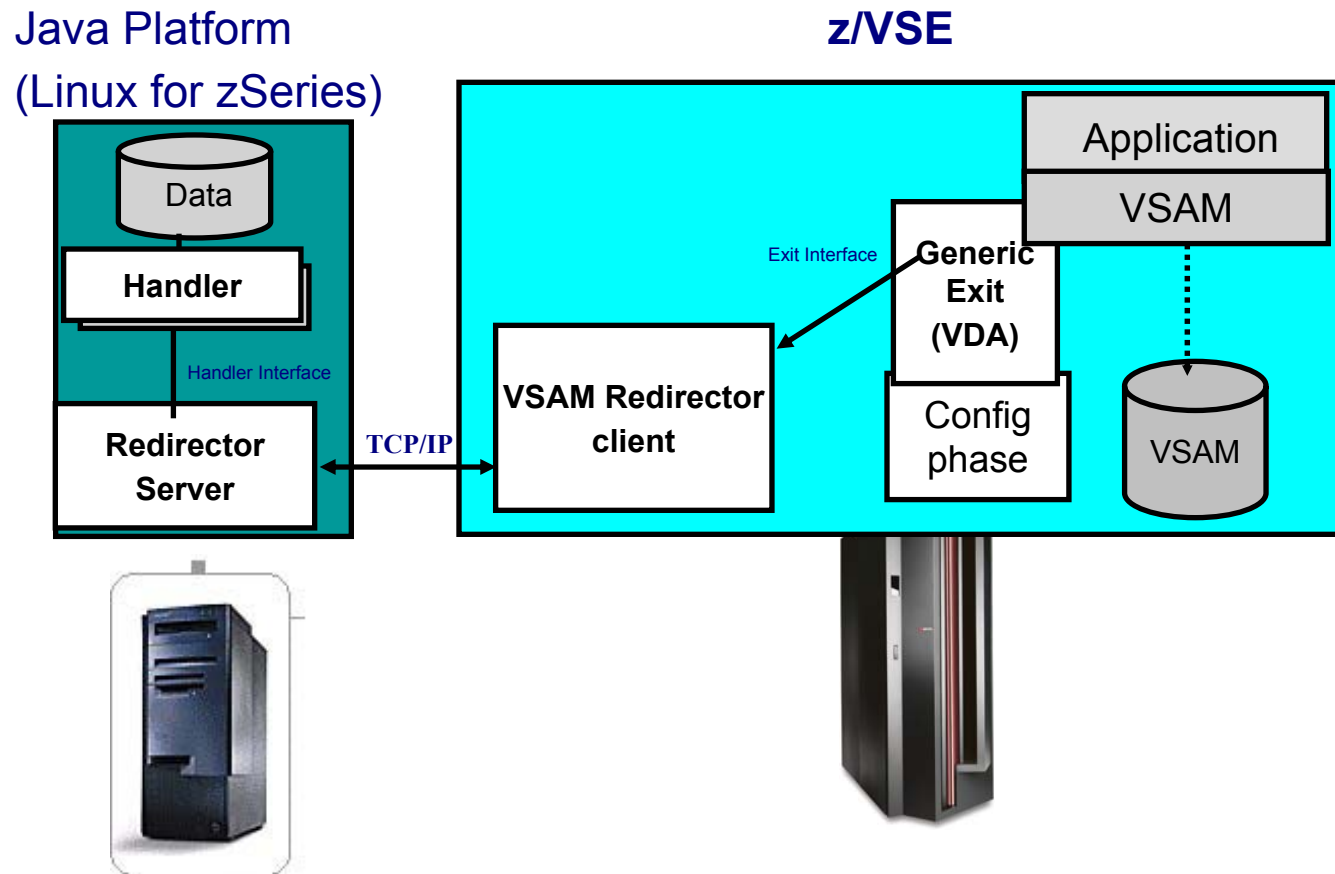 Java Platform
(Linux for zSeries)
z/VSE
Data
Handler
Handler Interface
Redirector
Server
TCP/IP
VSAM Redirector
client
Exit Interface
Generic
Exit
(VDA)
Config
phase
Application
VSAM
VSAM